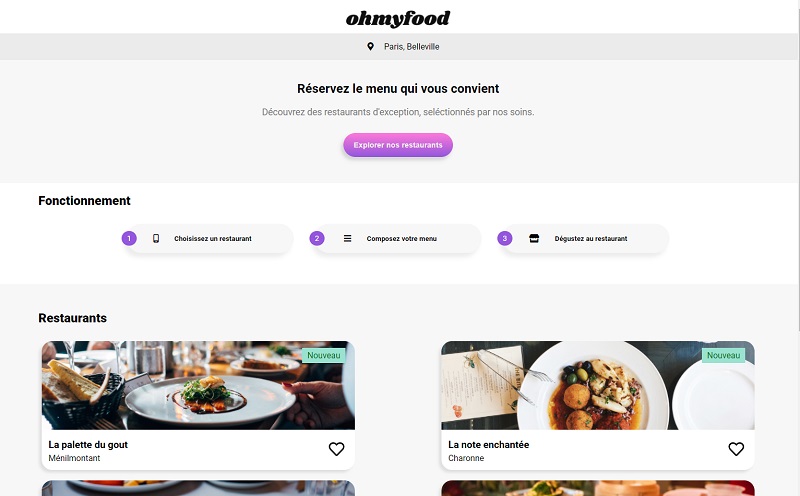 ohmyfood
Paris, Belleville
Réservez le menu qui vous convient
Découvrez des restaurants d'exception, seléctionnés par nos soins.
Explorer nos restaurants
Fonctionnement
1 Choisissez un restaurant
2 Composez votre menu
3 Dégustez au restaurant
Restaurants
Nouveau
Nouveau
La palette du gout
Ménilmontant
La note enchantée
Charonne